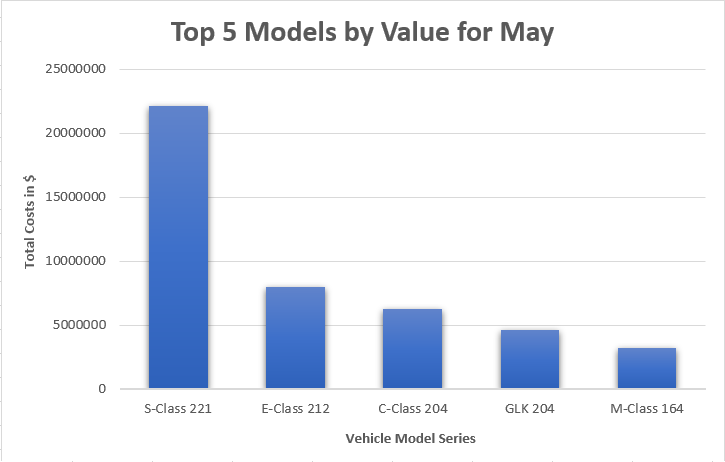 Top 5 Models by Value for May
25000000
20000000
15000000
10000000
5000000
0
Total Costs in $
S-Class 221 E-Class 212 C-Class 204 GLK 204 M-Class 164
Vehicle Model Series